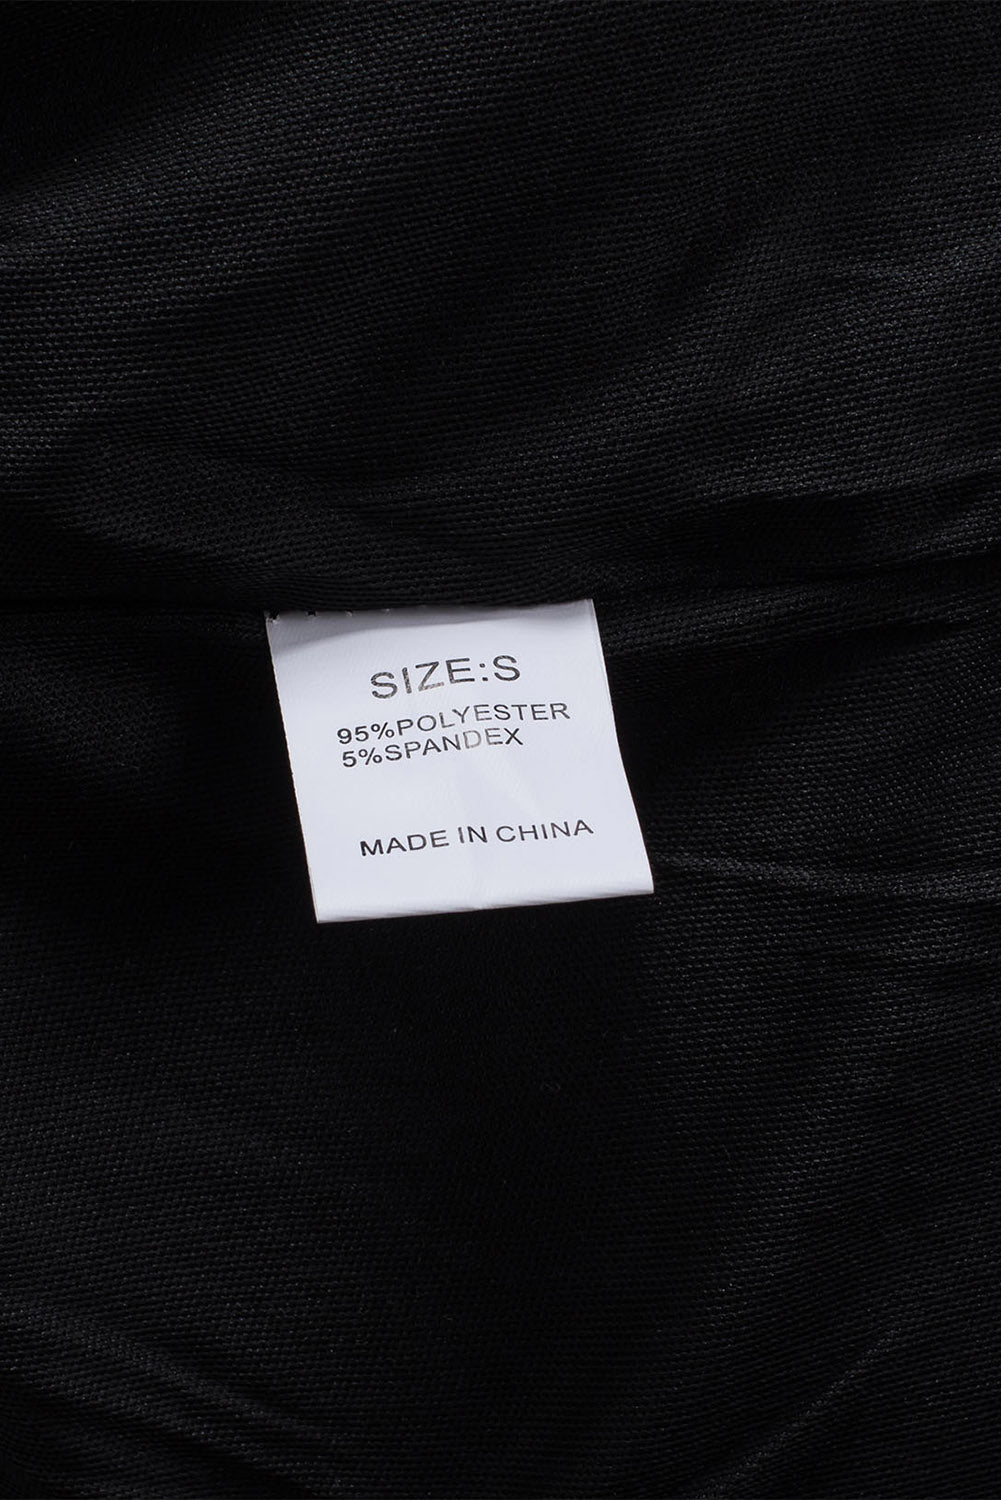 SIZE:S
95%POLYESTER
5%SPANDEX
MADE IN CHINA